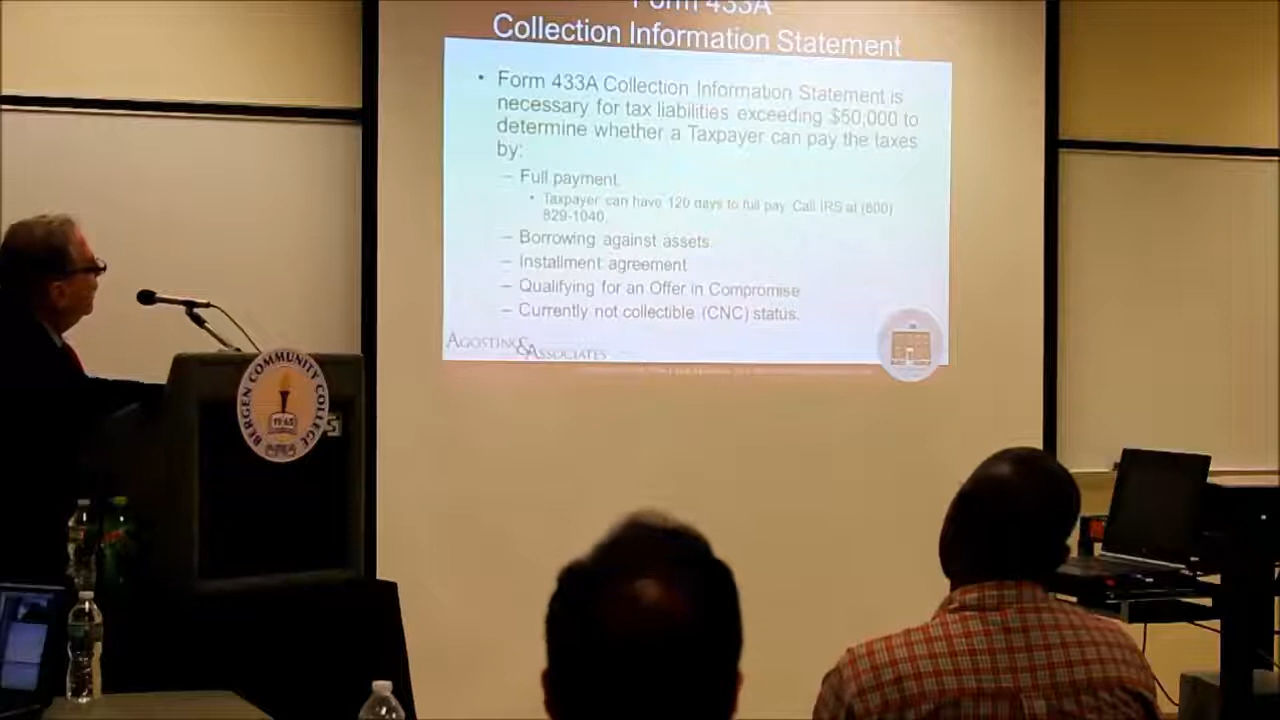 Form 433A
Collection Information Statement
• Form 433A Collection Information Statement is
necessary for tax liabilities exceeding $50,000 to
determine whether a Taxpayer can pay the taxes
by:
– Full payment
• Taxpayer can have 120 days to full pay. Call IRS at (800)
829-1040.
– Borrowing against assets.
– Installment agreement
– Qualifying for an Offer in Compromise
– Currently not collectible (CNC) status.
AGOSTINO & ASSOCIATES
BERGEN COMMUNITY COLLEGE
1965